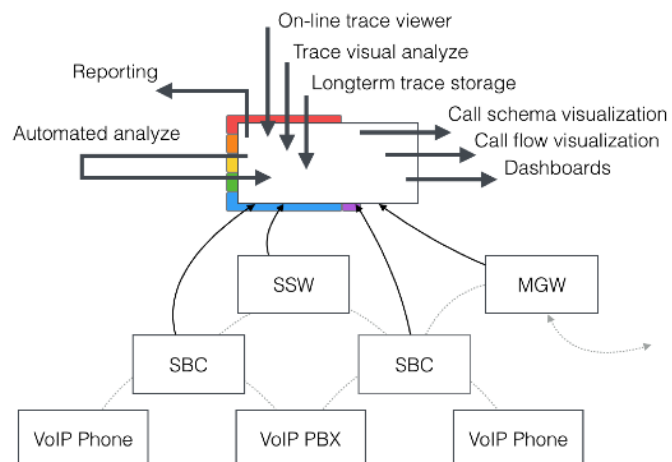 On-line trace viewer
Trace visual analyze
Reporting
Longterm trace storage
Call schema visualization
Automated analyze
Call flow visualization
Dashboards
SSW
MGW
SBC
SBC
VoIP Phone
VoIP PBX
VoIP Phone